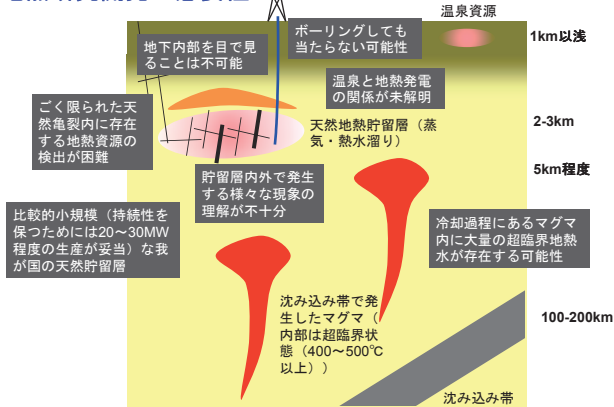 温泉資源
1km以浅
地下内部を目で見
ることは不可能
ボーリングしても
当たらない可能性
温泉と地熱発電
の関係が未解明
ごく限られた天
然亀裂内に存在
する地熱資源の
検出が困難
天然地熱貯留層（蒸
気・熱水溜り）
2-3km
5km程度
貯留層内外で発生
する様々な現象の
理解が不十分
比較的小規模（持続性を
保つためには20～30MW
程度の生産が妥当）な我
が国の天然貯留層
冷却過程にあるマグマ
内に大量の超臨界地熱
水が存在する可能性
沈み込み帯で発
生したマグマ（
内部は超臨界状
態（400～500℃
以上））
100-200km
沈み込み帯